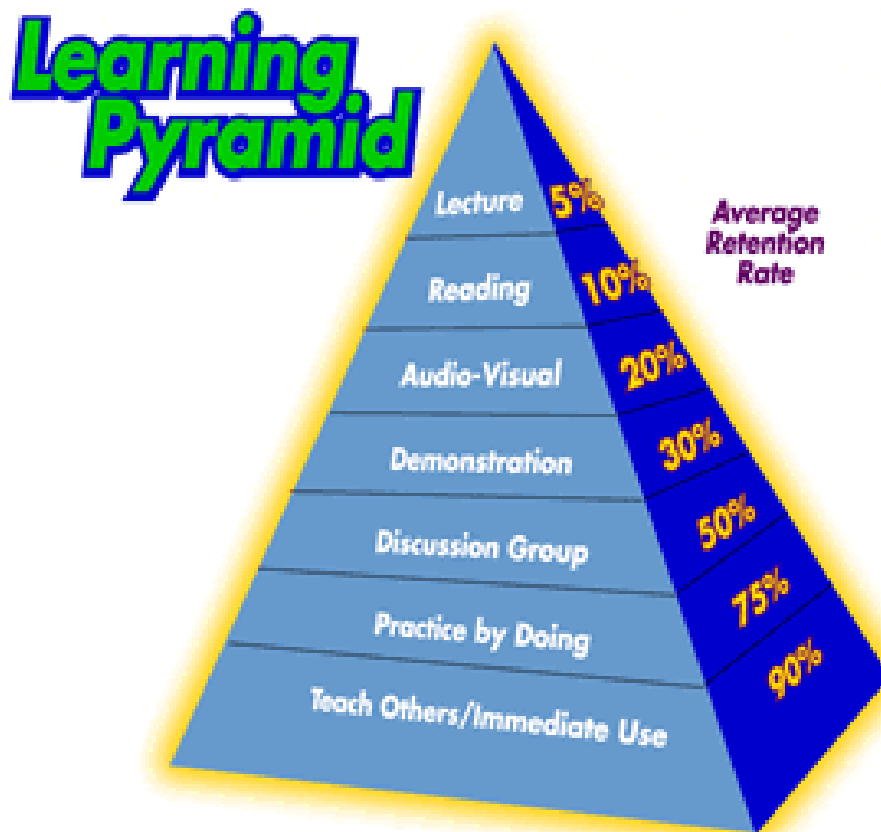 Learning
Pyramid
Average
Retention
Rate
Lecture 5%
Reading 10%
Audio-Visual 20%
Demonstration 30%
Discussion Group 50%
Practice by Doing 75%
Teach Others/Immediate Use 90%